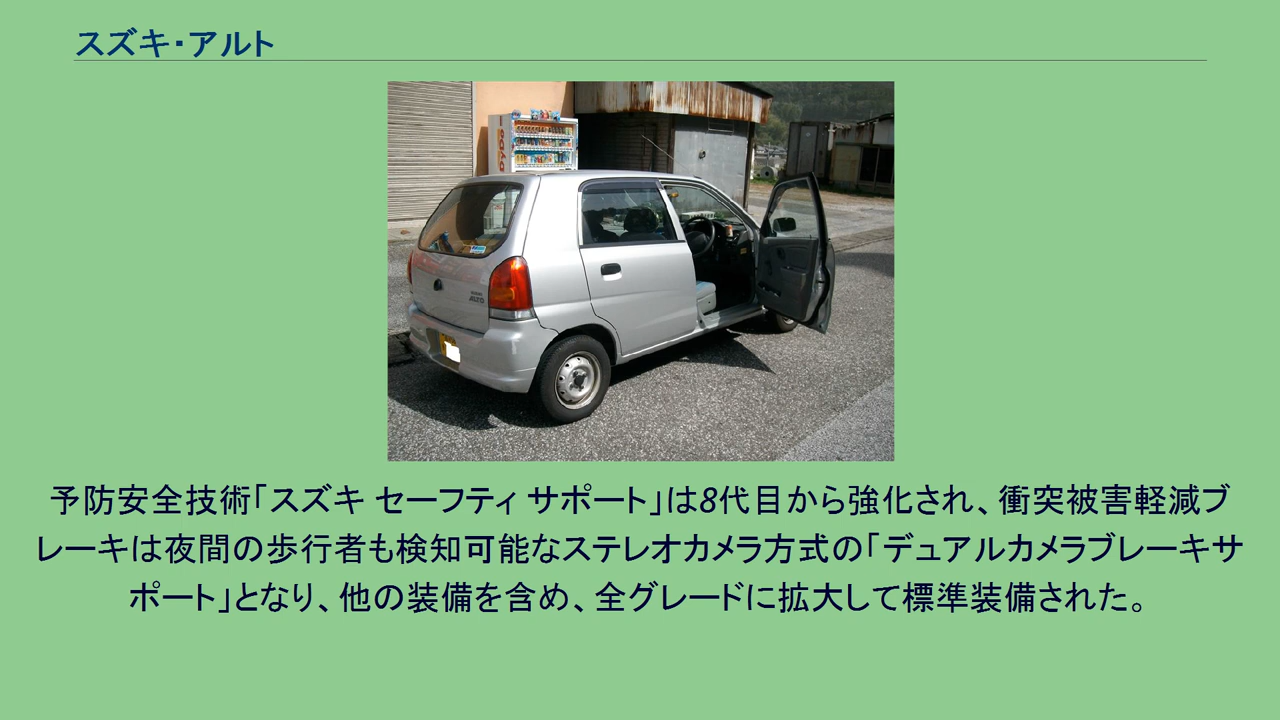 スズキ・アルト
DyDo
ALTO
予防安全技術「スズキ セーフティ サポート」は8代目から強化され、衝突被害軽減ブ
レーキは夜間の歩行者も検知可能なステレオカメラ方式の「デュアルカメラブレーキサ
ポート」となり、他の装備を含め、全グレードに拡大して標準装備された。